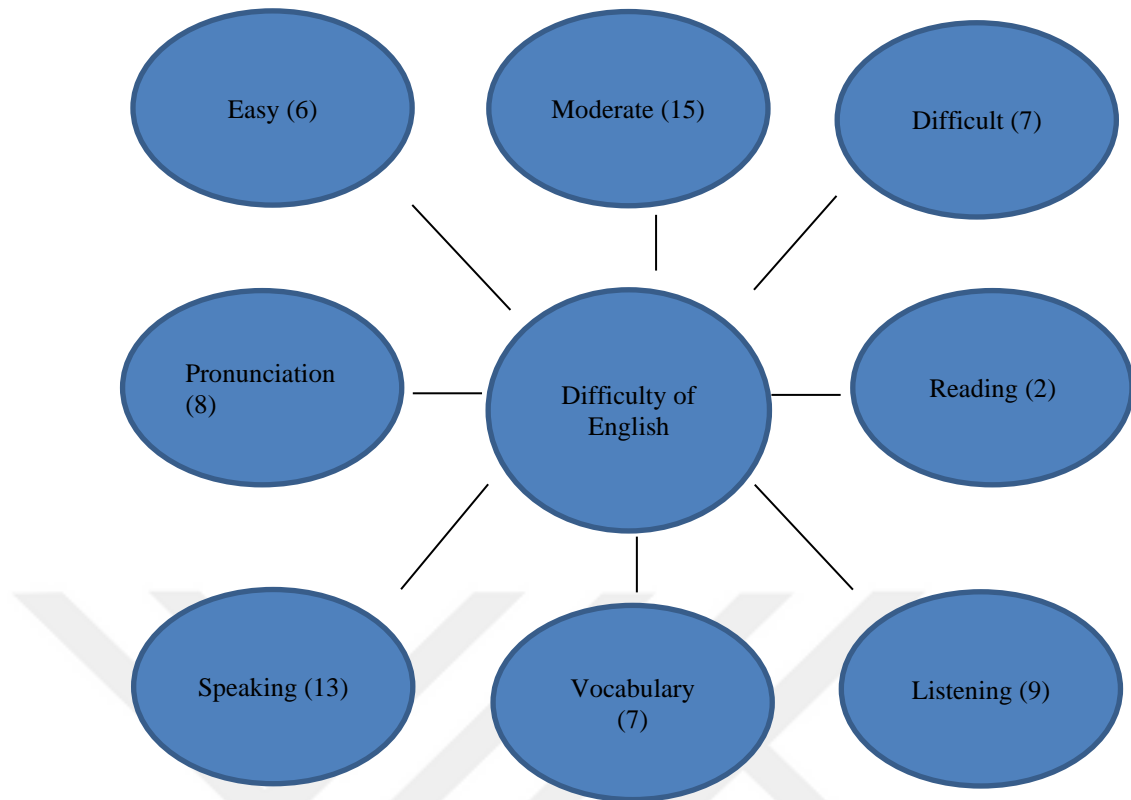 Easy (6)
Moderate (15)
Difficult (7)
Pronunciation
(8)
Difficulty of
English
Reading (2)
Speaking (13)
Vocabulary
(7)
Listening (9)